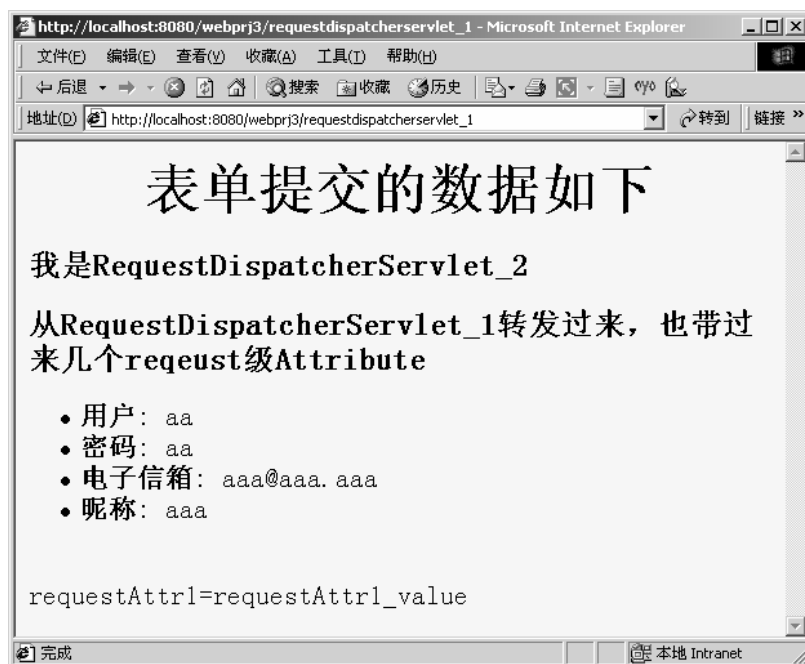 http://localhost:8080/webprj3/requestdispatcherservlet_1 - Microsoft Internet Explorer
文件(F) 编辑(E) 查看(V) 收藏(A) 工具(T) 帮助(H)
后退 搜索 收藏 历史
地址(D) http://localhost:8080/webprj3/requestdispatcherservlet_1 转到 链接 »
表单提交的数据如下
我是RequestDispatcherServlet_2
从RequestDispatcherServlet_1转发过来，也带过
来几个reqeust级Attribute
• 用户: aa
• 密码: aa
• 电子信箱: aaa@aaa.aaa
• 昵称: aaa
requestAttr1=requestAttr1_value
完成 本地 Intranet